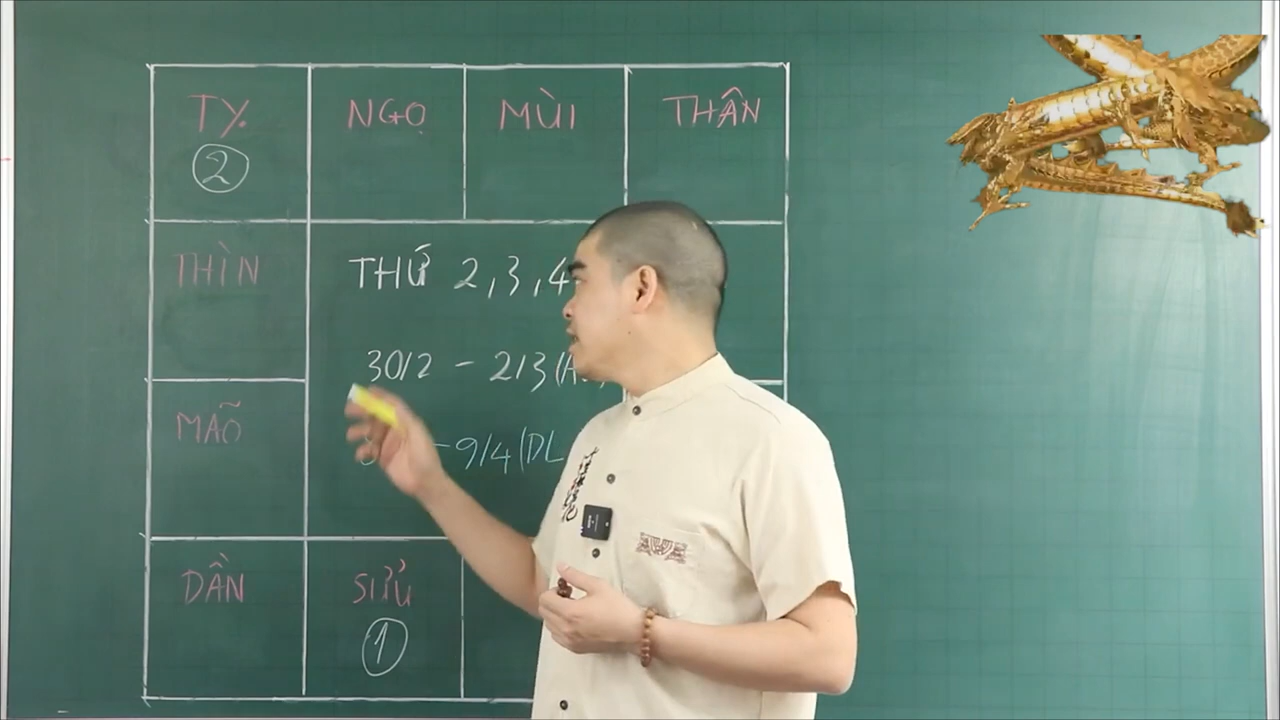 TỴ NGỌ MÙI THÂN
2
THÌN
THỨ 2,3,4
30/2 - 2/3 (A
MÃO
-9/4 (DL
DẦN SỬU
1